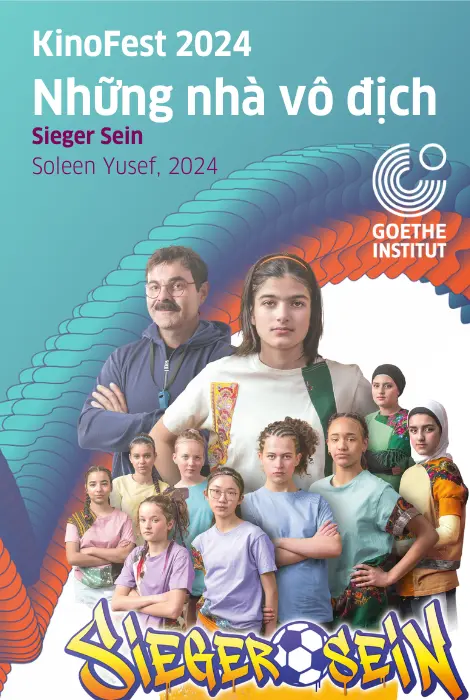 KinoFest 2024
Những nhà vô địch
Sieger Sein
Soleen Yusef, 2024
GOETHE
INSTITUT
SIEGER SEIN